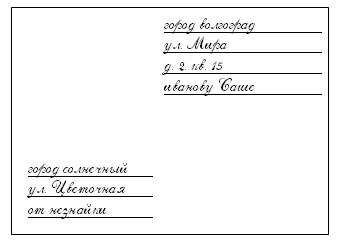 город волгоград
ул. Мира
д. 2. кв. 15
иванову Саше
город солнечный
ул. Цветочная
от незнайки